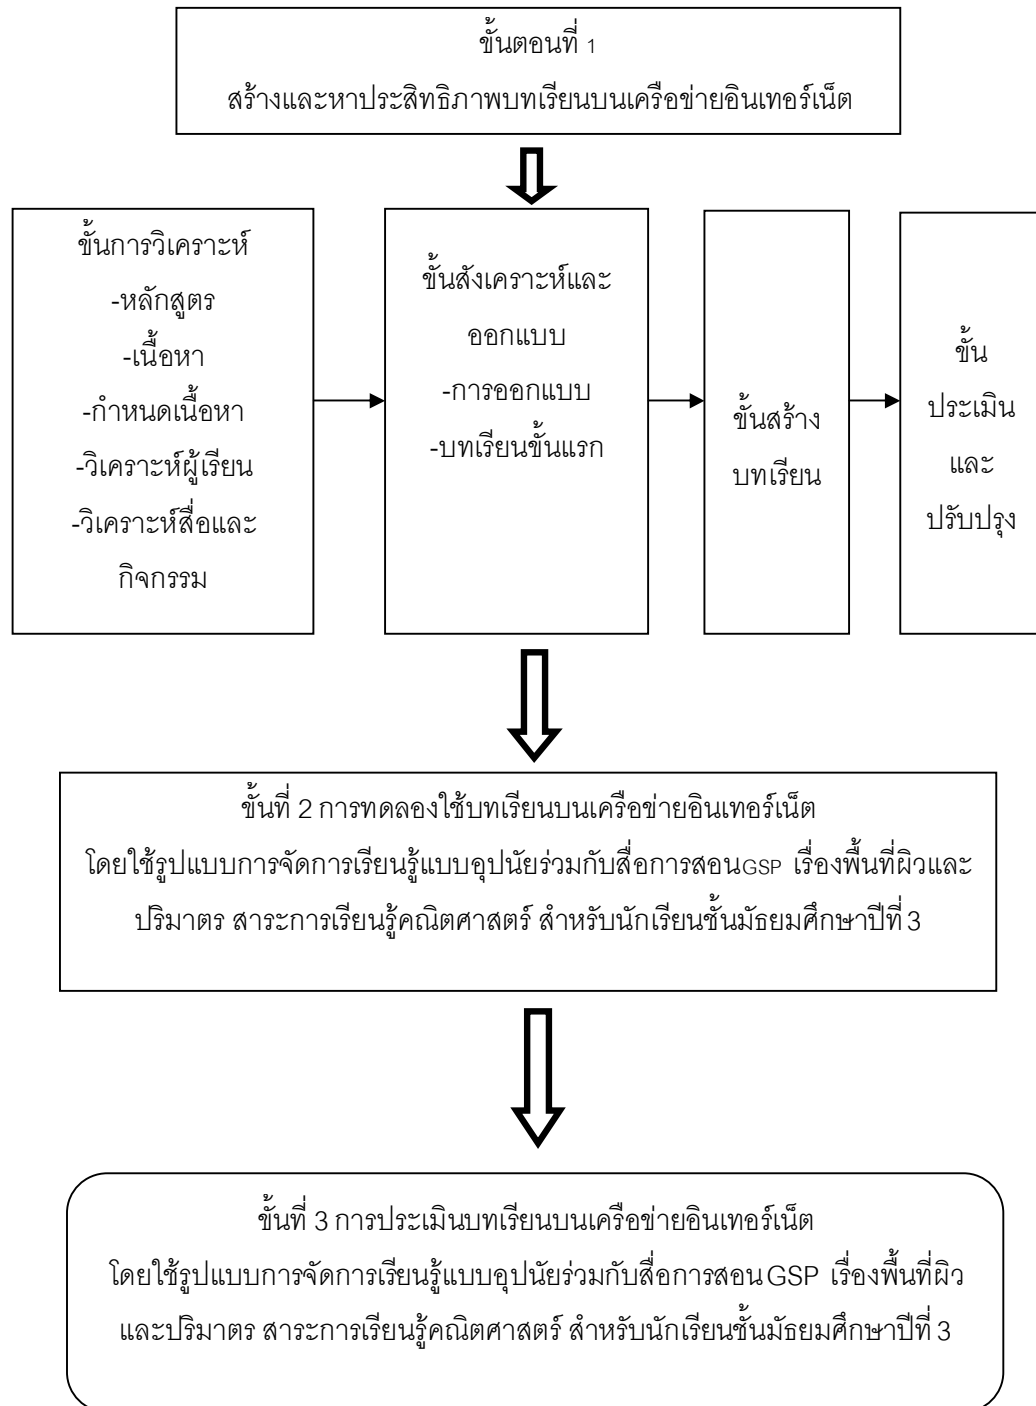 ขั้นตอนที่ 1
สร้างและหาประสิทธิภาพบทเรียนบนเครือข่ายอินเทอร์เน็ต
ขั้นการวิเคราะห์
-หลักสูตร
-เนื้อหา
-กำหนดเนื้อหา
-วิเคราะห์ผู้เรียน
-วิเคราะห์สื่อและ
กิจกรรม
ขั้นสังเคราะห์และ
ออกแบบ
-การออกแบบ
-บทเรียนขั้นแรก
ขั้นสร้าง
บทเรียน
ขั้น
ประเมิน
และ
ปรับปรุง
ขั้นที่ 2 การทดลองใช้บทเรียนบนเครือข่ายอินเทอร์เน็ต
โดยใช้รูปแบบการจัดการเรียนรู้แบบอุปนัยร่วมกับสื่อการสอนGSP เรื่องพื้นที่ผิวและ
ปริมาตร สาระการเรียนรู้คณิตศาสตร์ สำหรับนักเรียนชั้นมัธยมศึกษาปีที่ 3
ขั้นที่ 3 การประเมินบทเรียนบนเครือข่ายอินเทอร์เน็ต
โดยใช้รูปแบบการจัดการเรียนรู้แบบอุปนัยร่วมกับสื่อการสอนGSP เรื่องพื้นที่ผิว
และปริมาตร สาระการเรียนรู้คณิตศาสตร์ สำหรับนักเรียนชั้นมัธยมศึกษาปีที่ 3